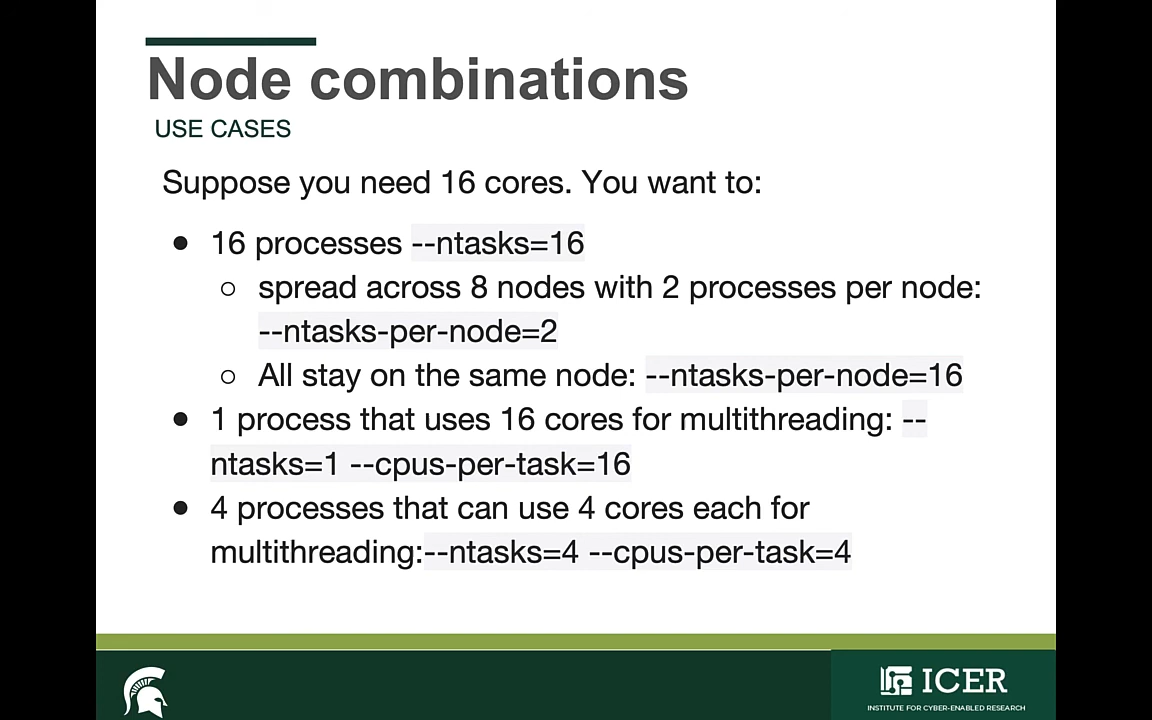 Node combinations
USE CASES
Suppose you need 16 cores. You want to:
● 16 processes --ntasks=16
○ spread across 8 nodes with 2 processes per node:
--ntasks-per-node=2
○ All stay on the same node: --ntasks-per-node=16
● 1 process that uses 16 cores for multithreading: --
ntasks=1 --cpus-per-task=16
● 4 processes that can use 4 cores each for
multithreading:--ntasks=4 --cpus-per-task=4
ICER
INSTITUTE FOR CYBER-ENABLED RESEARCH